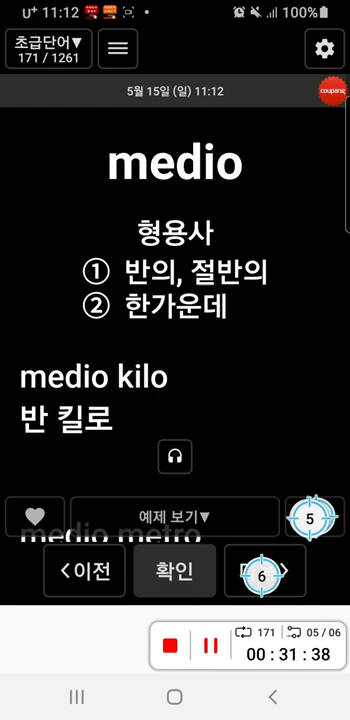 U+ 11:12 100%
초급단어▼
171 / 1261
5월 15일 (일) 11:12
coupang
medio
형용사
① 반의, 절반의
② 한가운데
medio kilo
반 킬로
예제 보기▼
5
medio metro
<이전
확인
6
171 05 / 06
00 : 31 : 38